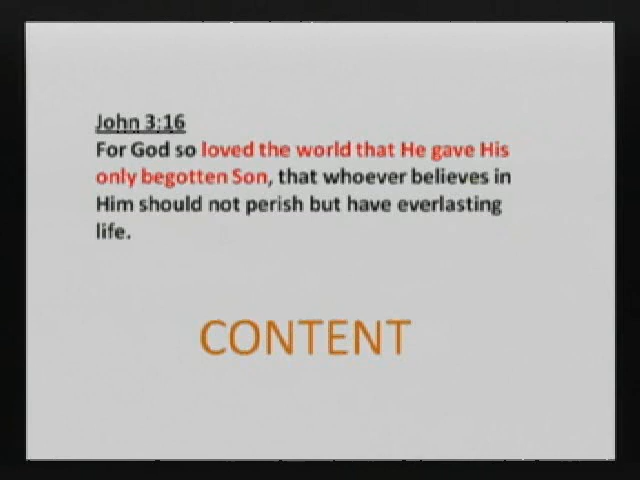 John 3:16
For God so loved the world that He gave His
only begotten Son, that whoever believes in
Him should not perish but have everlasting
life.
CONTENT